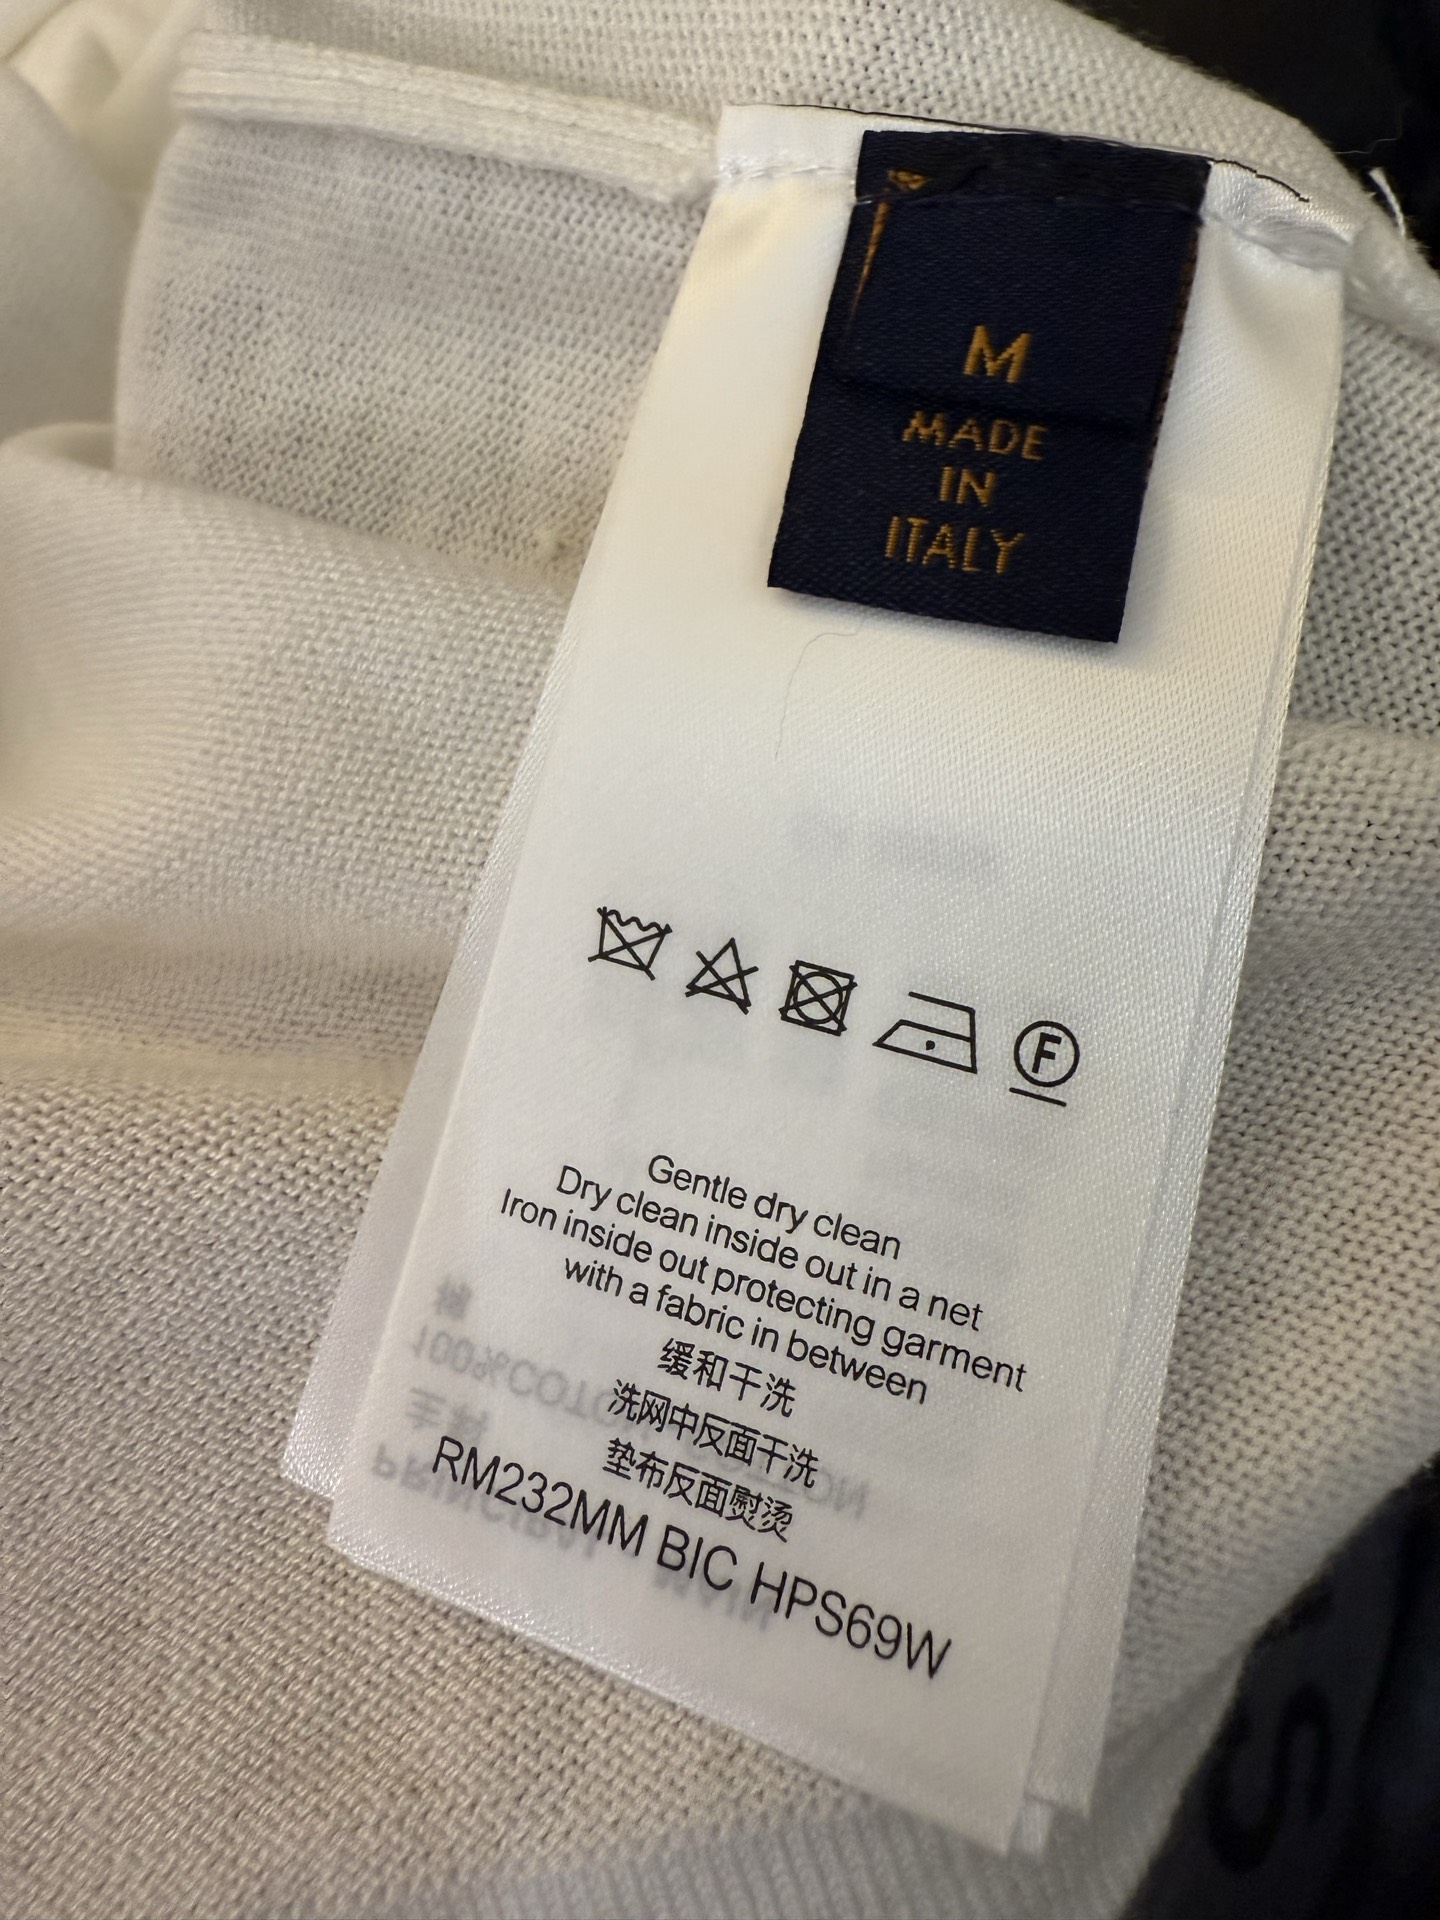 M
MADE
IN
ITALY
F
Gentle dry clean
Dry clean inside out in a net
Iron inside out protecting garment
with a fabric in between
缓和干洗
洗网中反面干洗
垫布反面熨烫
RM232MM BIC HPS69W